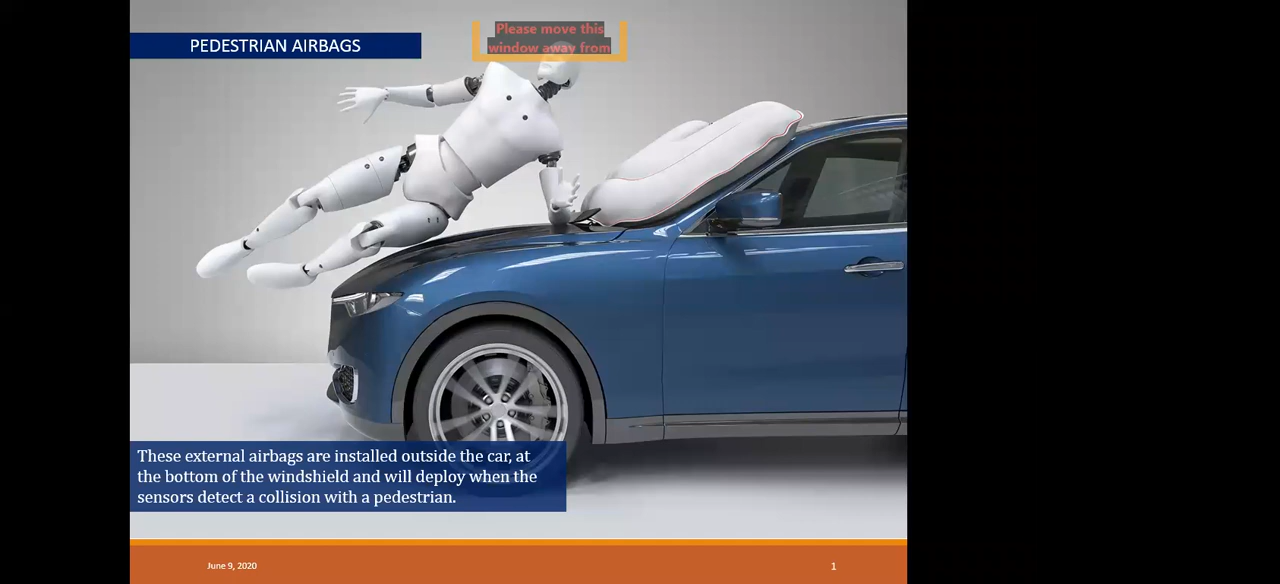 Please move this
window away from
PEDESTRIAN AIRBAGS
These external airbags are installed outside the car, at
the bottom of the windshield and will deploy when the
sensors detect a collision with a pedestrian.
June 9, 2020
1